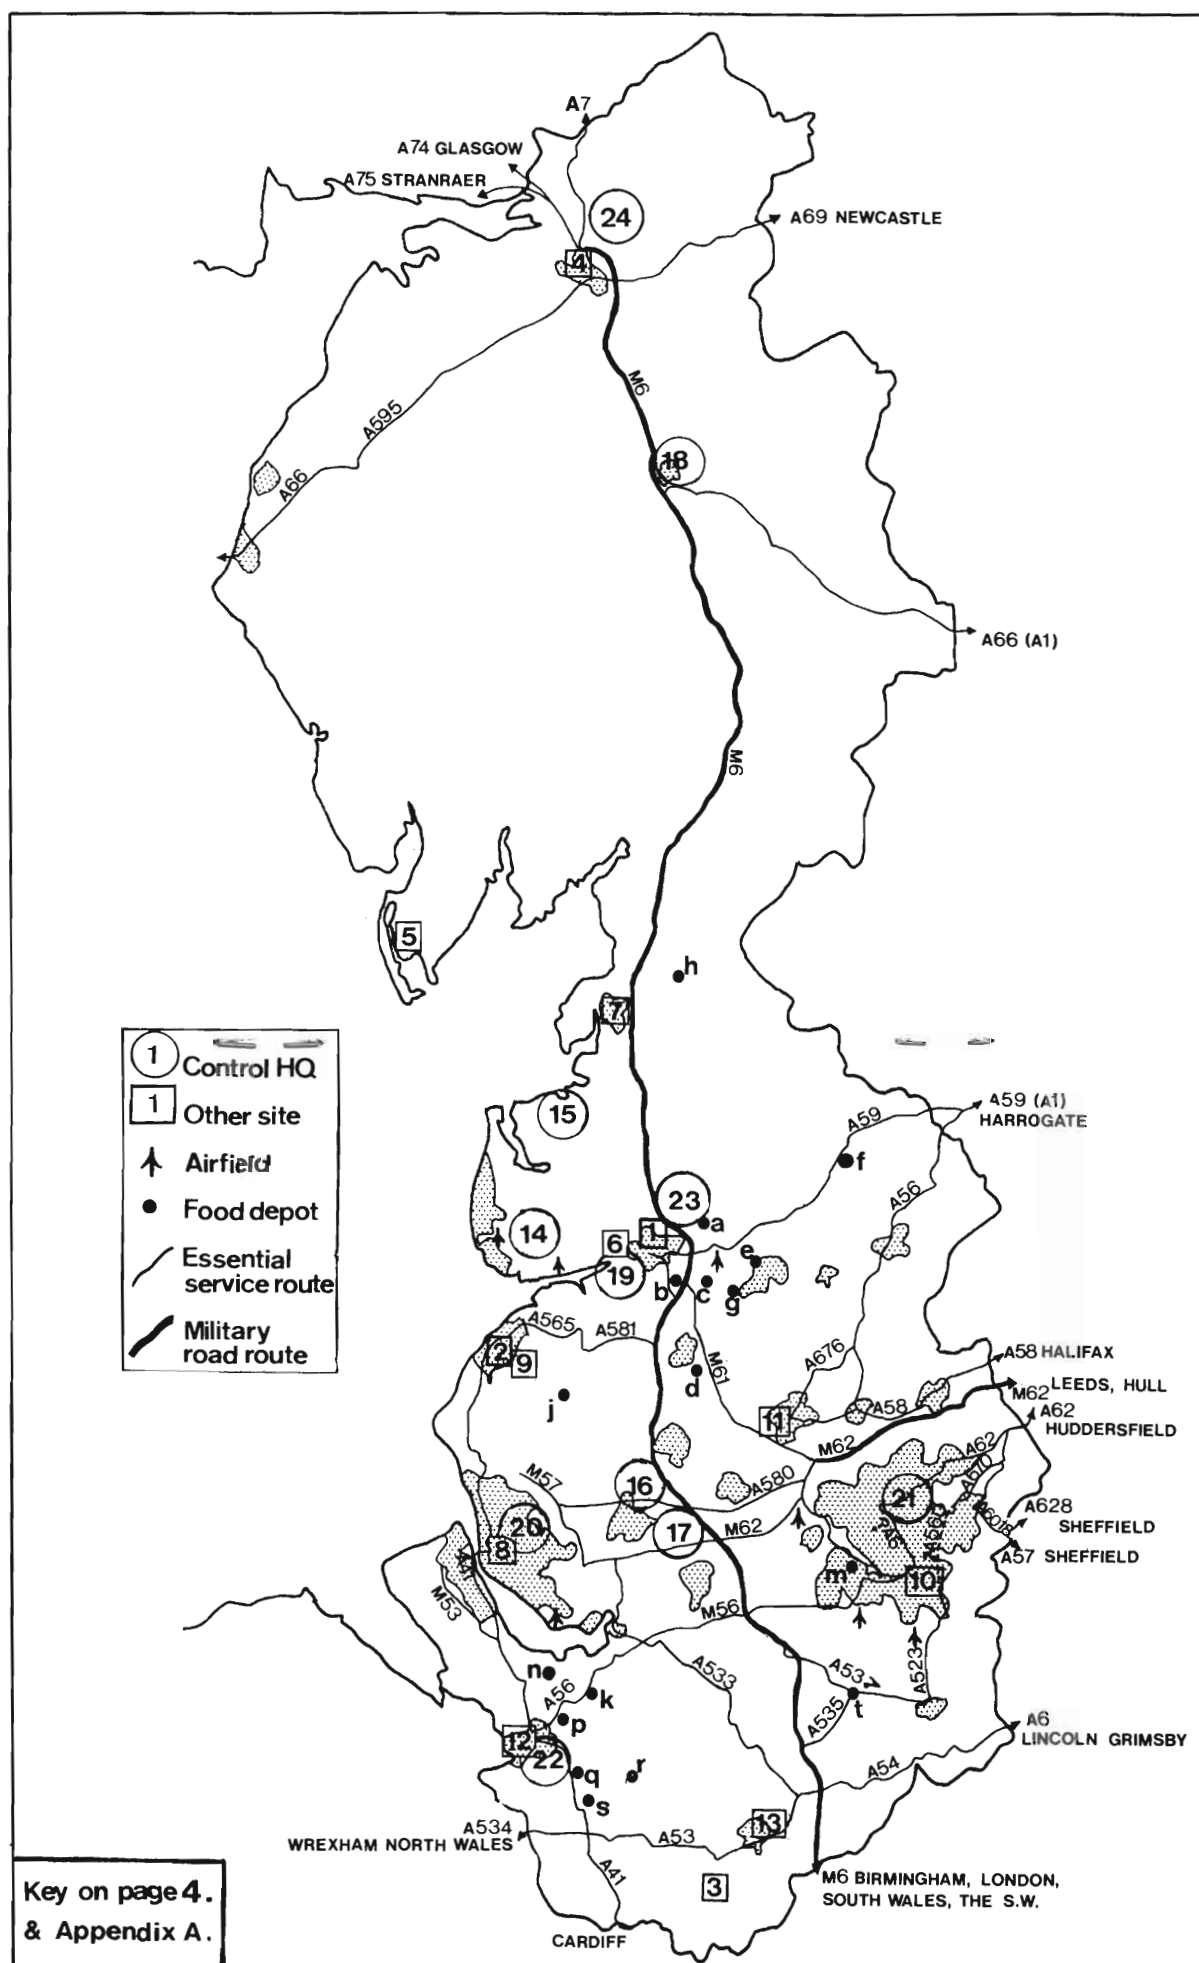 A7
A74 GLASGOW
A75 STRANRAER
24
A69 NEWCASTLE
4
M6
A595
18
A66
A66 (A1)
M6
5
h
7
1 Control HQ
1 Other site
Airfield
Food depot
Essential
service route
Military
road route
15
A59 (A1)
HARROGATE
A59
f
A56
23
a
14
6
1
e
19
b
c
g
A565
A581
2
9
M61
A676
d
A58 HALIFAX
LEEDS, HULL
M62
j
A58
11
A62
HUDDERSFIELD
M62
A62
A670
M57
16
A580
21
A628
SHEFFIELD
A6018
20
17
M62
A6
A560
A57 SHEFFIELD
8
A41
m
10
M53
M56
n
A533
A537
A523
A56
k
t
A535
p
A6
LINCOLN GRIMSBY
12
22
q
r
A54
s
A534
WREXHAM NORTH WALES
A53
13
A41
3
M6 BIRMINGHAM, LONDON,
SOUTH WALES, THE S.W.
CARDIFF
Key on page 4.
& Appendix A.